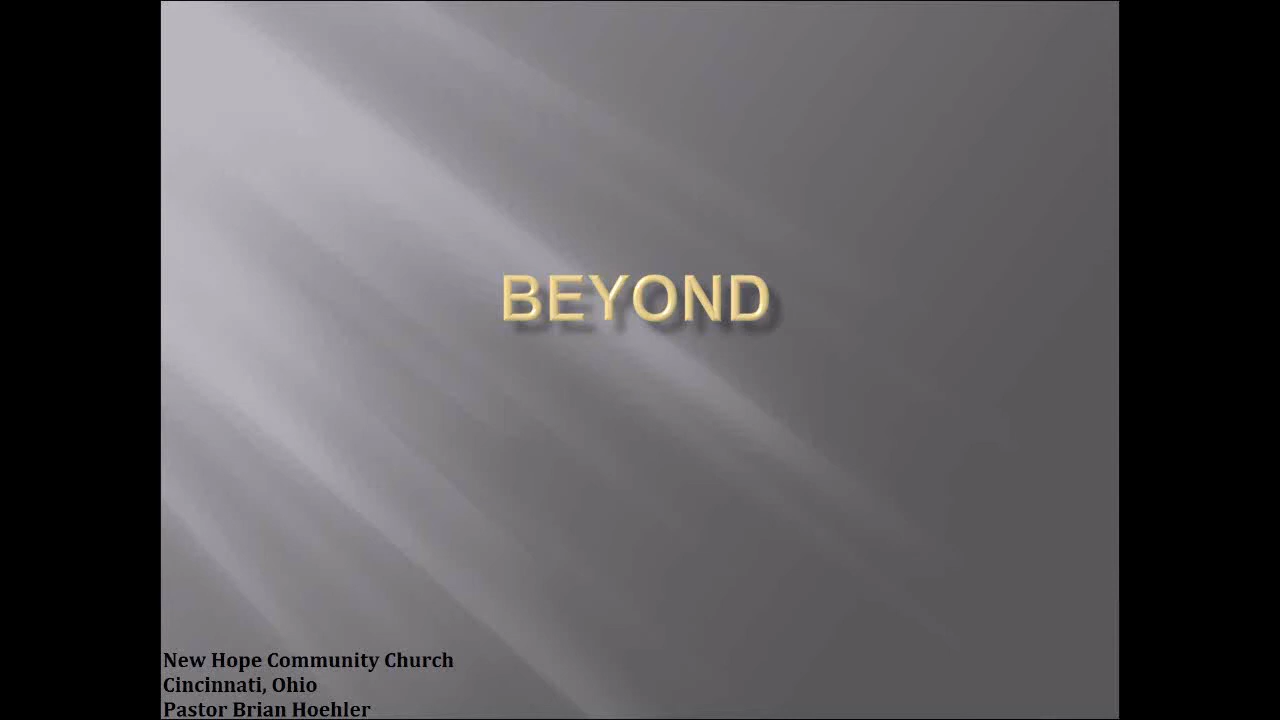 BEYOND
New Hope Community Church
Cincinnati, Ohio
Pastor Brian Hoehler